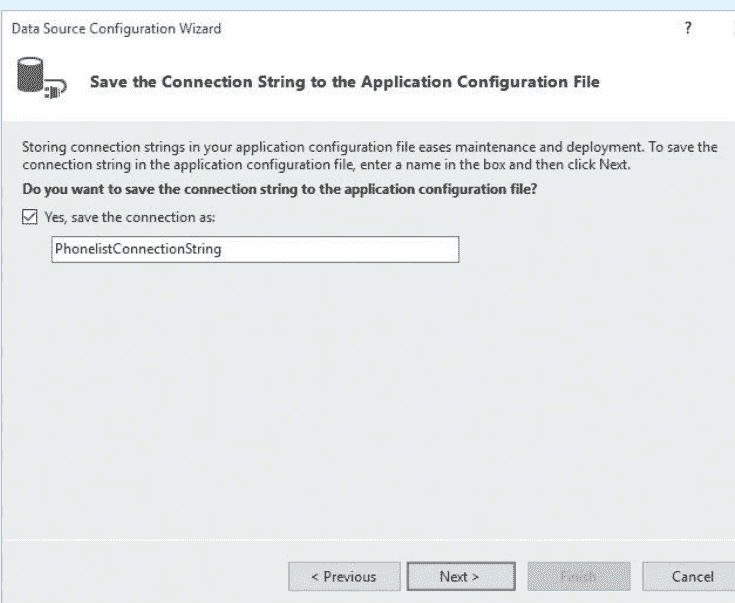 Data Source Configuration Wizard ?
Save the Connection String to the Application Configuration File
Storing connection strings in your application configuration file eases maintenance and deployment. To save the
connection string in the application configuration file, enter a name in the box and then click Next.
Do you want to save the connection string to the application configuration file?
Yes, save the connection as:
PhonelistConnectionString
< Previous Next > Finish Cancel